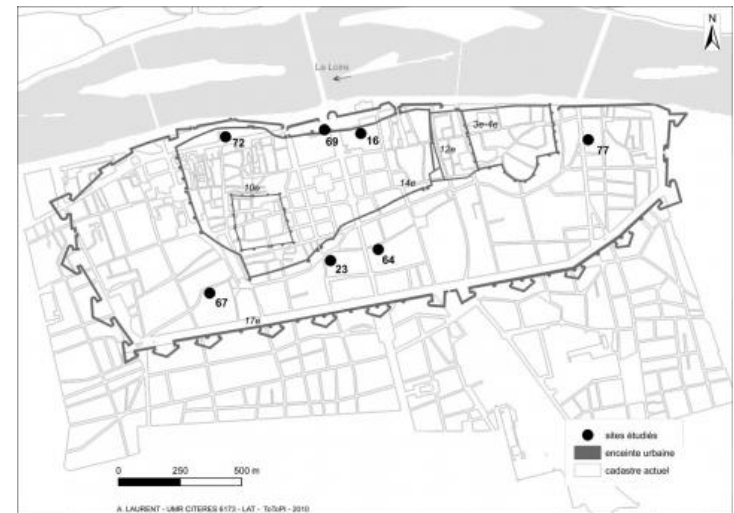 N
La Loire
72
69
16
3e-4e
12e
77
10e
14e
64
23
67
17e
sites étudiés
enceinte urbaine
cadastre actuel
0 250 500 m
A. LAURENT - UMR CITERES 6173 - LAT - ToToPI - 2010